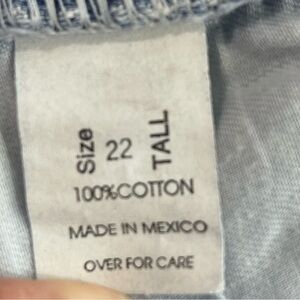 Size 22 TALL
100%COTTON
MADE IN MEXICO
OVER FOR CARE